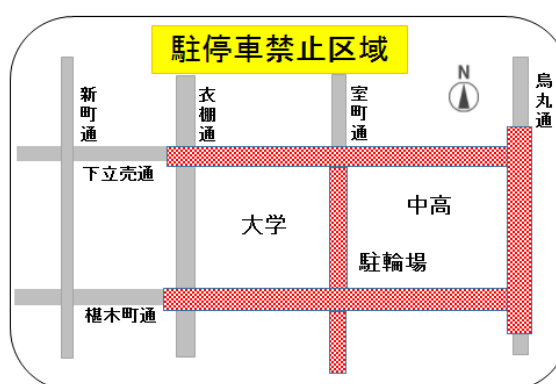 駐停車禁止区域
新町通
衣棚通
室町通
N
烏丸通
下立売通
大学
中高
駐輪場
椹木町通